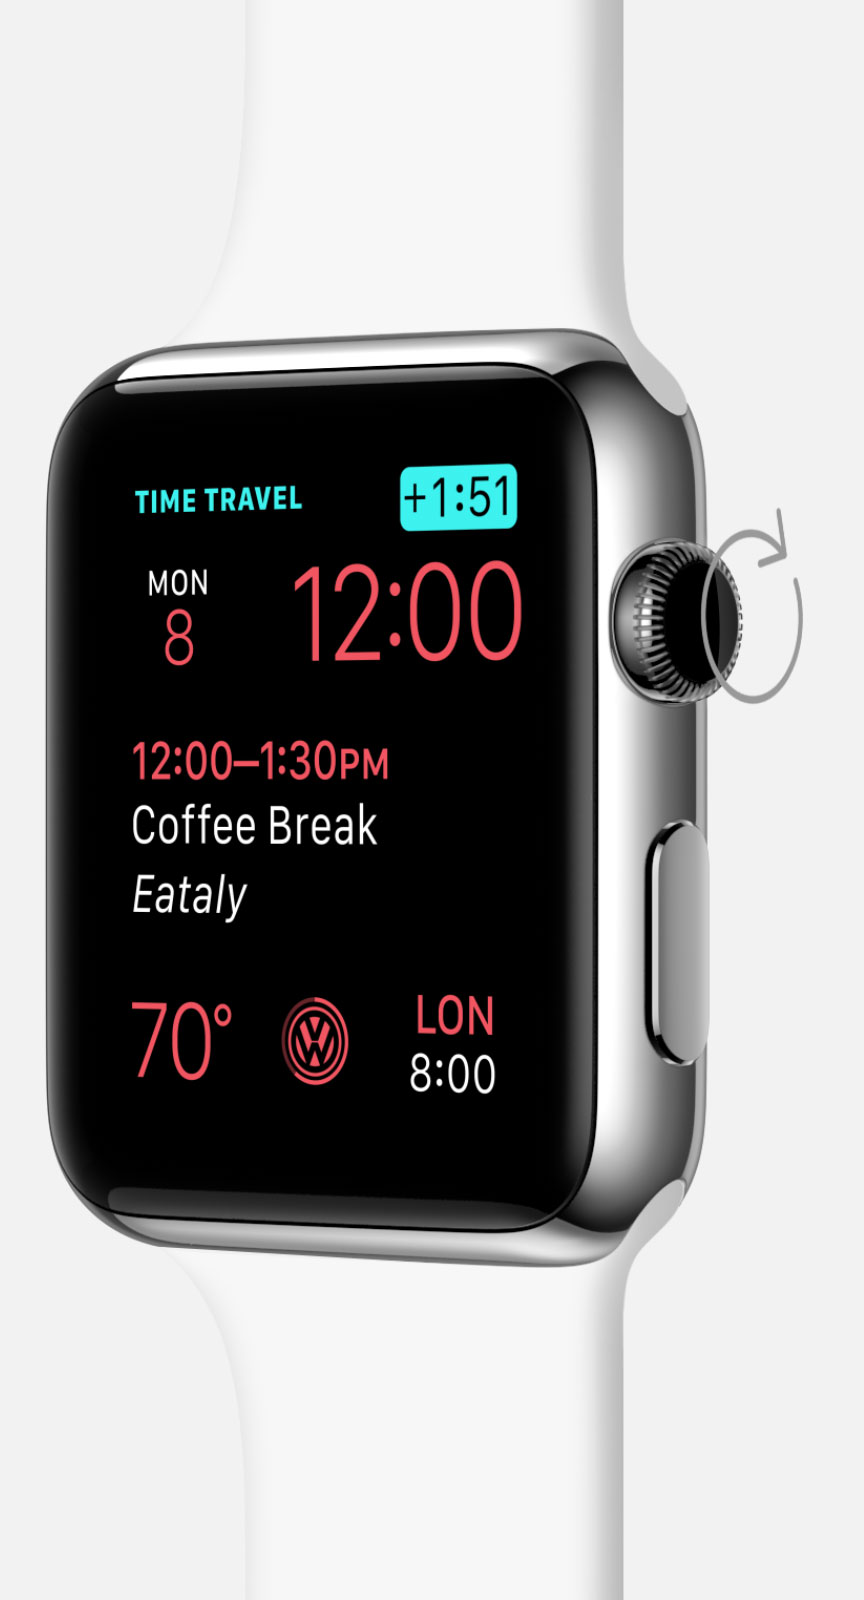 TIME TRAVEL +1:51
MON
8
12:00
12:00–1:30PM
Coffee Break
Eataly
70°
LON
8:00